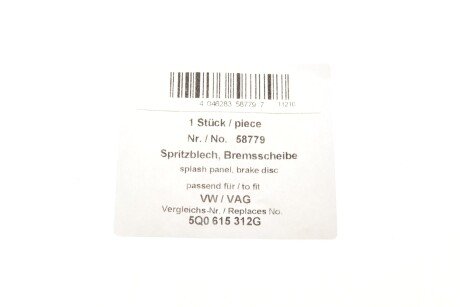 4 046283 58779 7
1 Stück / piece
Nr. / No. 58779
Spritzblech, Bremsscheibe
splash panel, brake disc
passend für / to fit
VW / VAG
Vergleichs-Nr. / Replaces No.
5Q0 615 312G